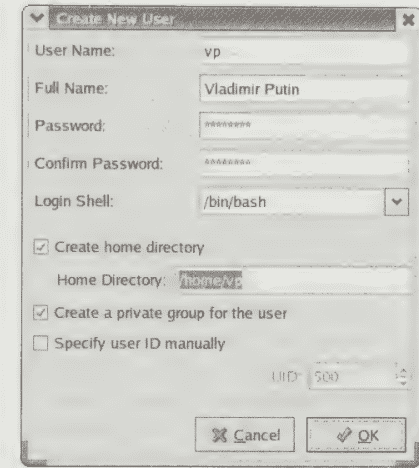 Create New User
User Name: vp
Full Name: Vladimir Putin
Password: ********
Confirm Password: ********
Login Shell: /bin/bash
Create home directory
Home Directory: /home/vp
Create a private group for the user
Specify user ID manually
UID: 500
Cancel OK